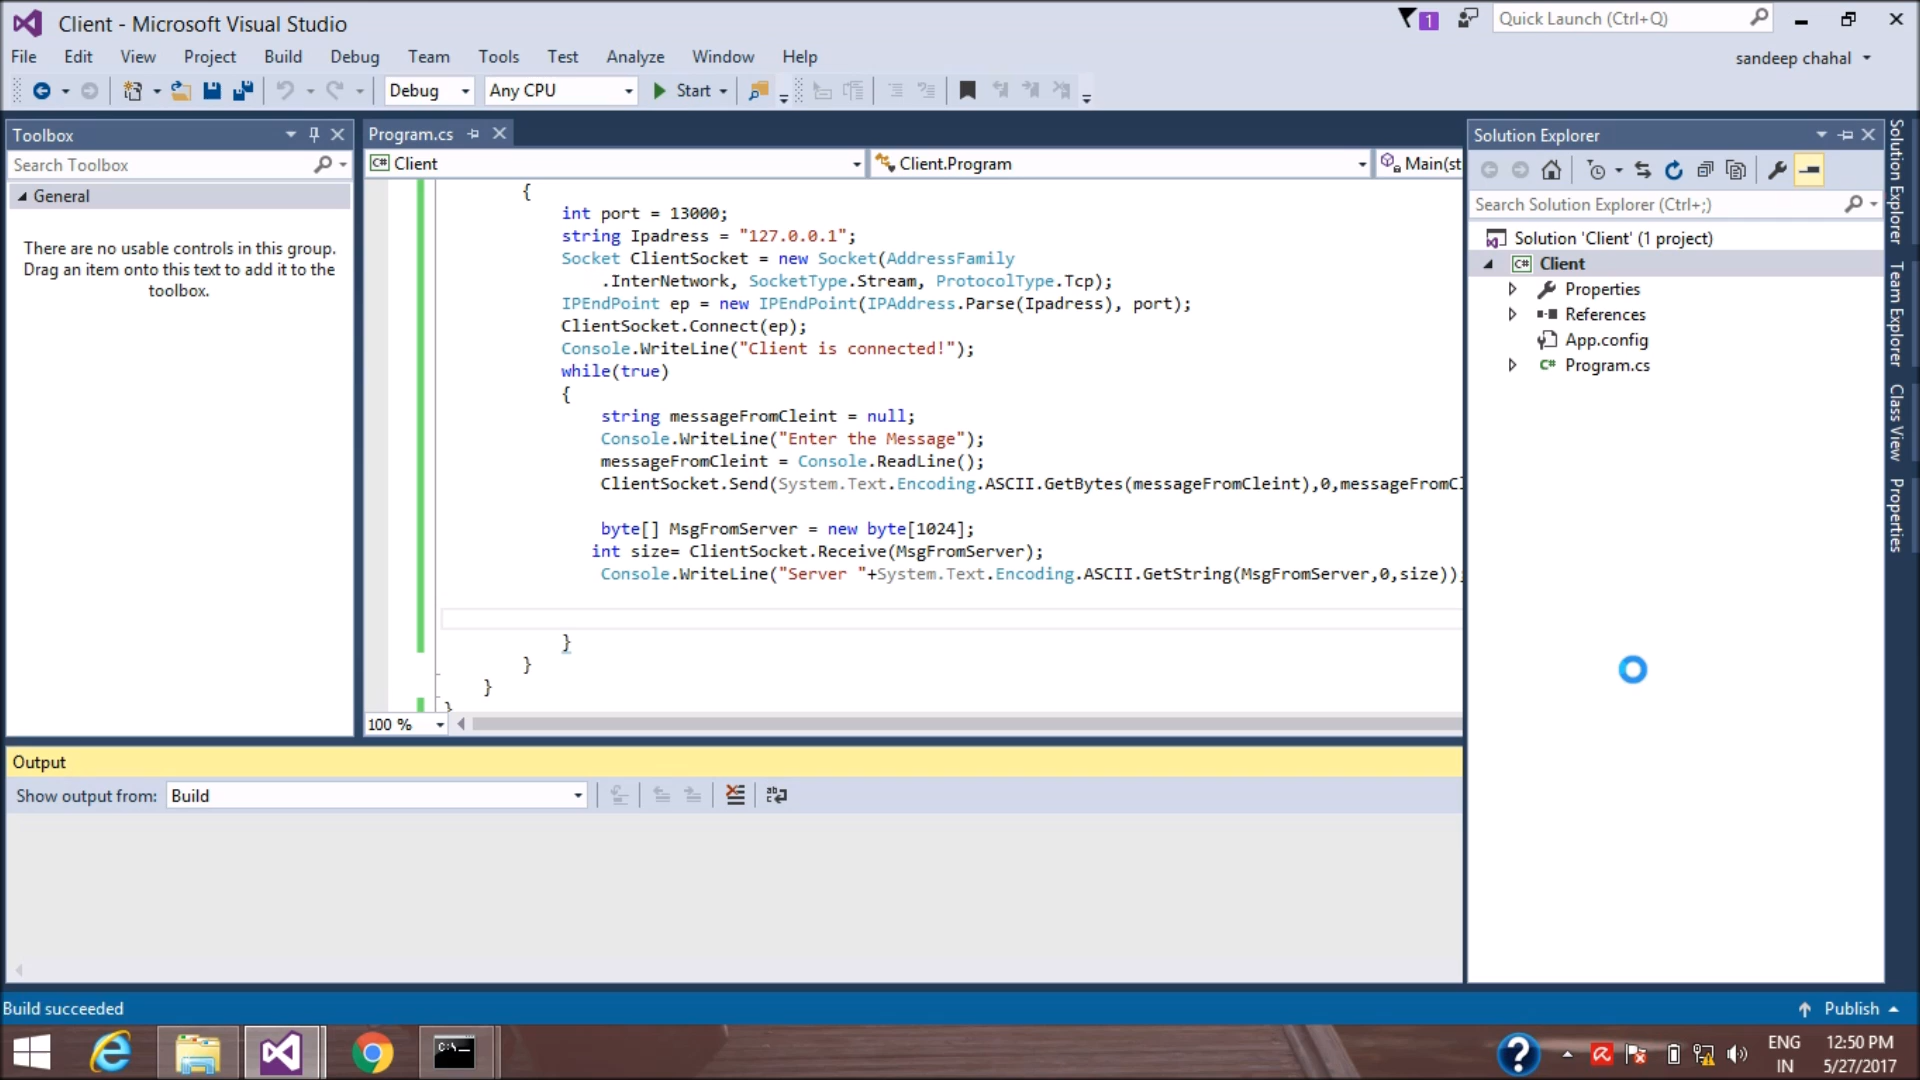 Client - Microsoft Visual Studio
1
Quick Launch (Ctrl+Q)
File Edit View Project Build Debug Team Tools Test Analyze Window Help
sandeep chahal
Debug Any CPU Start
Toolbox
Search Toolbox
General
There are no usable controls in this group.
Drag an item onto this text to add it to the
toolbox.
Program.cs
C# Client
Client.Program
Main(st
{
int port = 13000;
string Ipadress = "127.0.0.1";
Socket ClientSocket = new Socket(AddressFamily
.InterNetwork, SocketType.Stream, ProtocolType.Tcp);
IPEndPoint ep = new IPEndPoint(IPAddress.Parse(Ipadress), port);
ClientSocket.Connect(ep);
Console.WriteLine("Client is connected!");
while(true)
{
string messageFromCleint = null;
Console.WriteLine("Enter the Message");
messageFromCleint = Console.ReadLine();
ClientSocket.Send(System.Text.Encoding.ASCII.GetBytes(messageFromCleint),0,messageFromCl
byte[] MsgFromServer = new byte[1024];
int size= ClientSocket.Receive(MsgFromServer);
Console.WriteLine("Server "+System.Text.Encoding.ASCII.GetString(MsgFromServer,0,size));
}
}
}
}
100 %
Output
Show output from: Build
Solution Explorer
Search Solution Explorer (Ctrl+;)
Solution 'Client' (1 project)
C# Client
Properties
References
App.config
C# Program.cs
Solution Explorer
Team Explorer
Class View
Properties
Build succeeded
Publish
C:\
ENG
IN
12:50 PM
5/27/2017